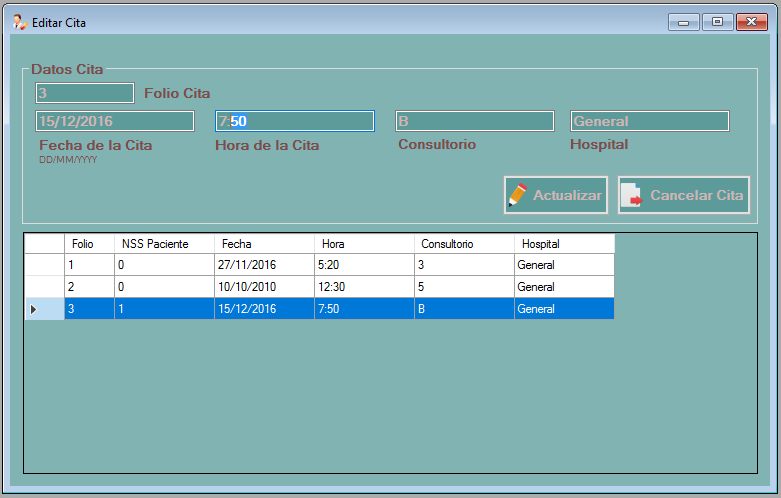 Editar Cita
Datos Cita
3 Folio Cita
15/12/2016 7:50 B General
Fecha de la Cita Hora de la Cita Consultorio Hospital
DD/MM/YYYY
Actualizar Cancelar Cita
Folio NSS Paciente Fecha Hora Consultorio Hospital
1 0 27/11/2016 5:20 3 General
2 0 10/10/2010 12:30 5 General
3 1 15/12/2016 7:50 B General